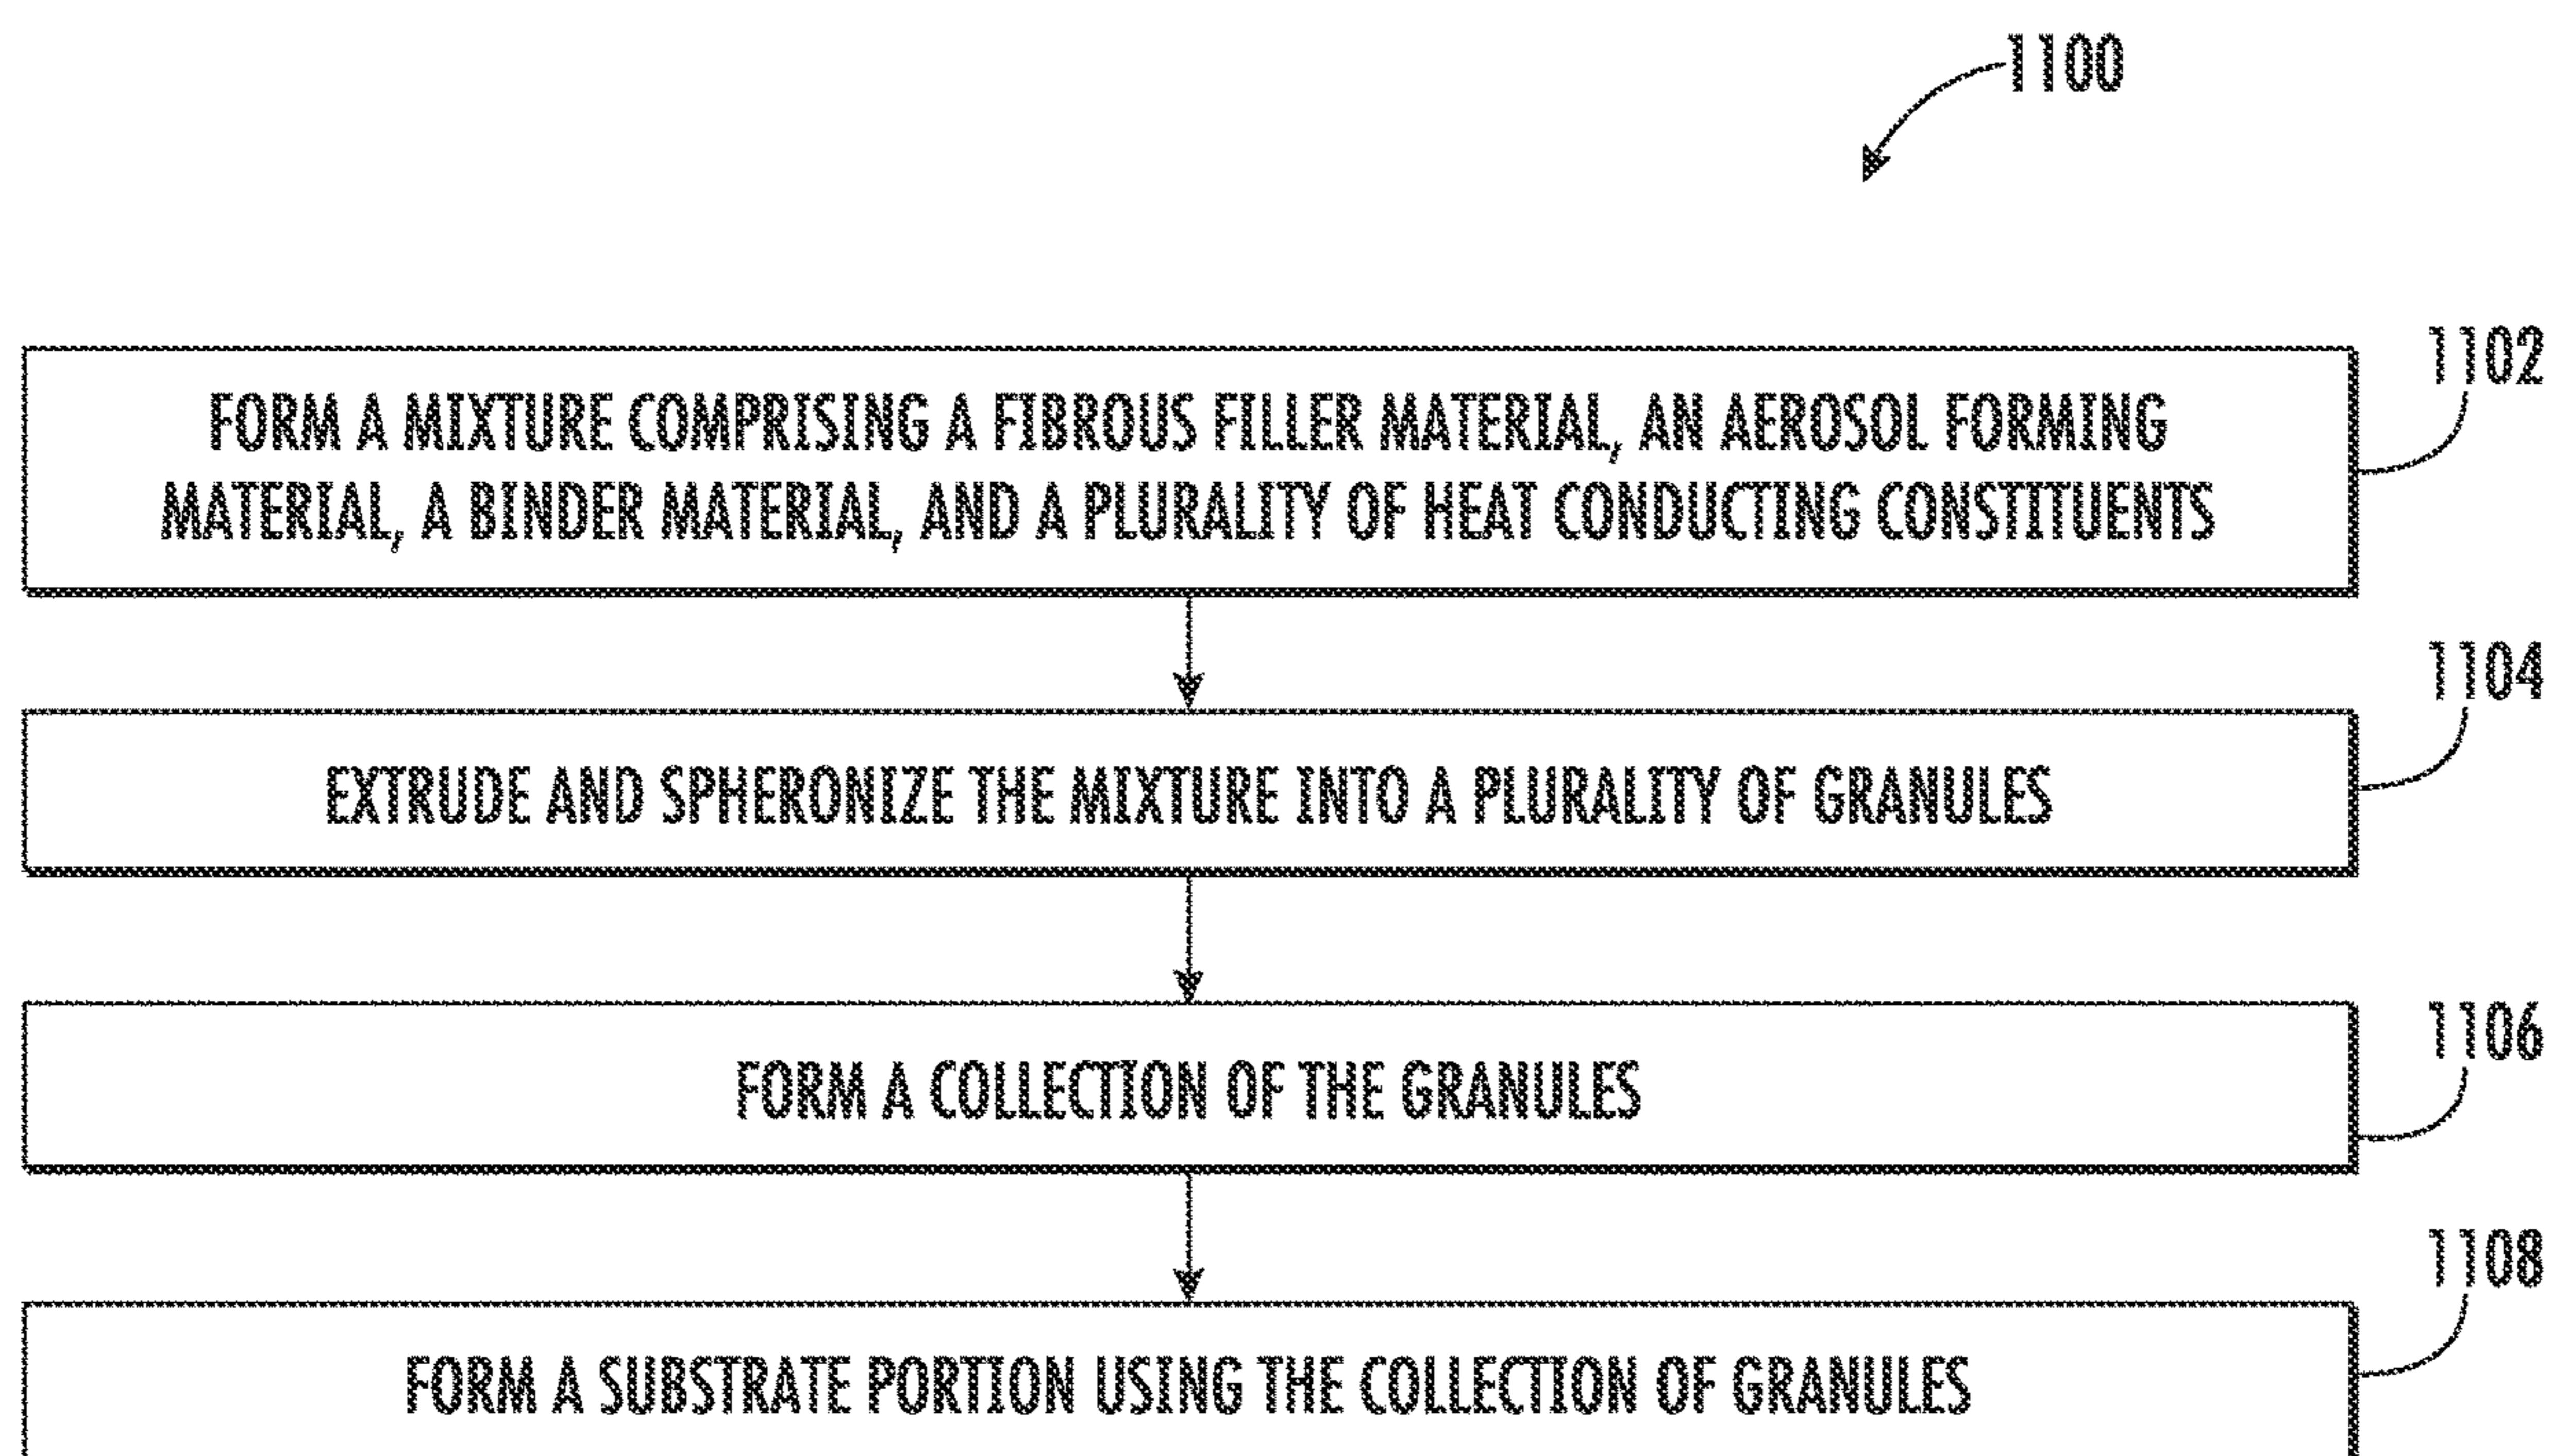 1100
1102
FORM A MIXTURE COMPRISING A FIBROUS FILLER MATERIAL, AN AEROSOL FORMING
MATERIAL, A BINDER MATERIAL, AND A PLURALITY OF HEAT CONDUCTING CONSTITUENTS
1104
EXTRUDE AND SPHERONIZE THE MIXTURE INTO A PLURALITY OF GRANULES
1106
FORM A COLLECTION OF THE GRANULES
1108
FORM A SUBSTRATE PORTION USING THE COLLECTION OF GRANULES